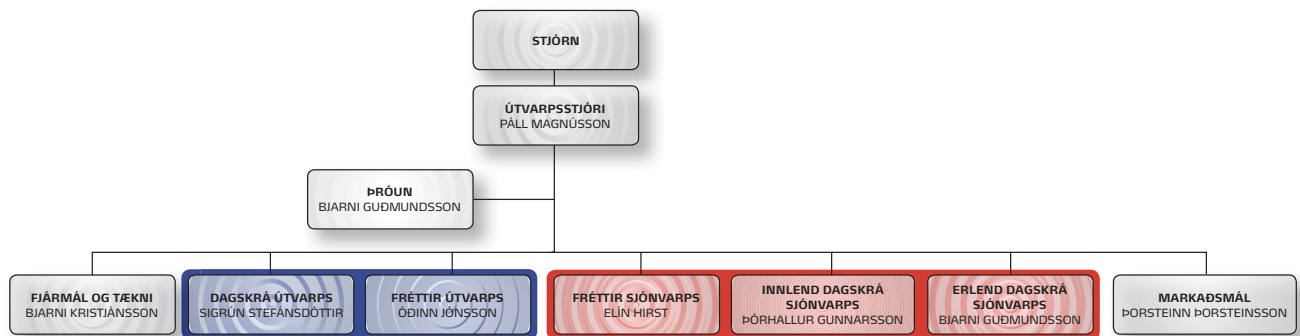 STJÓRN
ÚTVARPSSTJÓRI
PÁLL MAGNÚSSON
ÞRÓUN
BJARNI GUÐMUNDSSON
FJÁRMÁL OG TÆKNI
BJARNI KRISTJÁNSSON
DAGSKRÁ ÚTVARPS
SIGRÚN STEFÁNSDÓTTIR
FRÉTTIR ÚTVARPS
ÓÐINN JÓNSSON
FRÉTTIR SJÓNVARPS
ELÍN HIRST
INNLEND DAGSKRÁ
SJÓNVARPS
ÞÓRHALLUR GUNNARSSON
ERLEND DAGSKRÁ
SJÓNVARPS
BJARNI GUÐMUNDSSON
MARKAÐSMÁL
ÞORSTEINN ÞORSTEINSSON